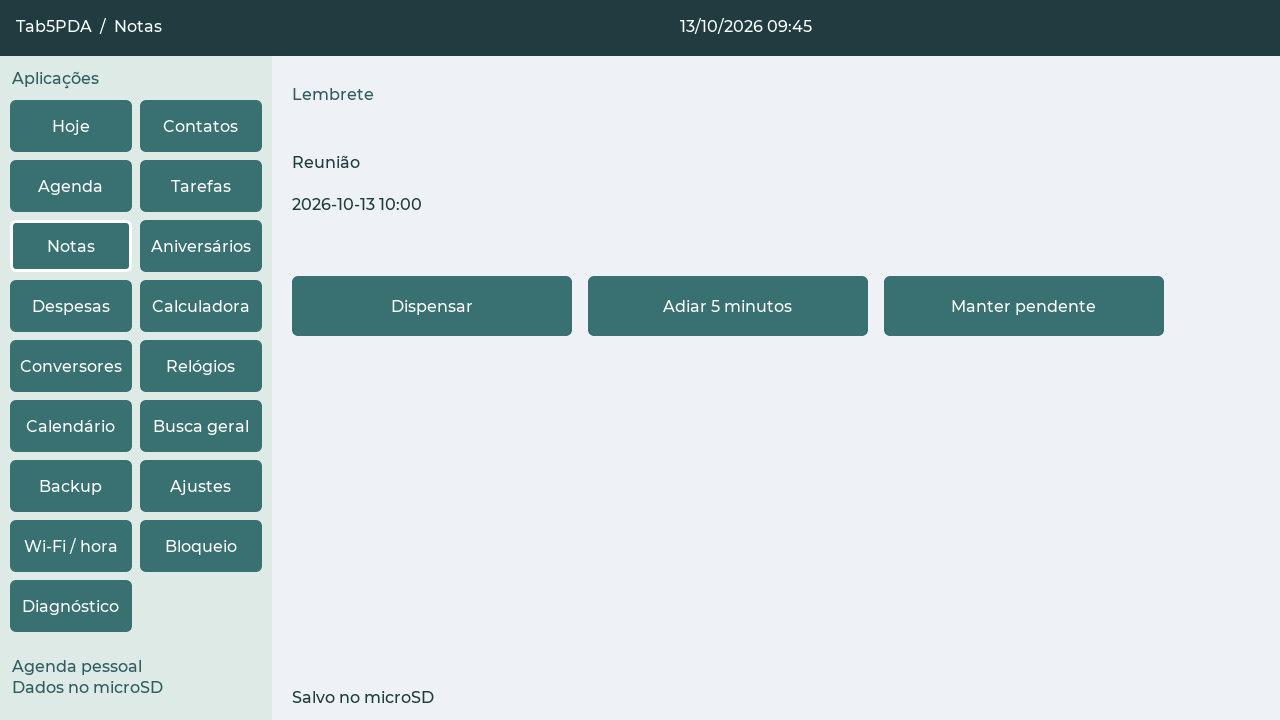 Tab5PDA / Notas
13/10/2026 09:45
Aplicações
Hoje
Contatos
Agenda
Tarefas
Notas
Aniversários
Despesas
Calculadora
Conversores
Relógios
Calendário
Busca geral
Backup
Ajustes
Wi-Fi / hora
Bloqueio
Diagnóstico
Agenda pessoal
Dados no microSD
Lembrete
Reunião
2026-10-13 10:00
Dispensar
Adiar 5 minutos
Manter pendente
Salvo no microSD